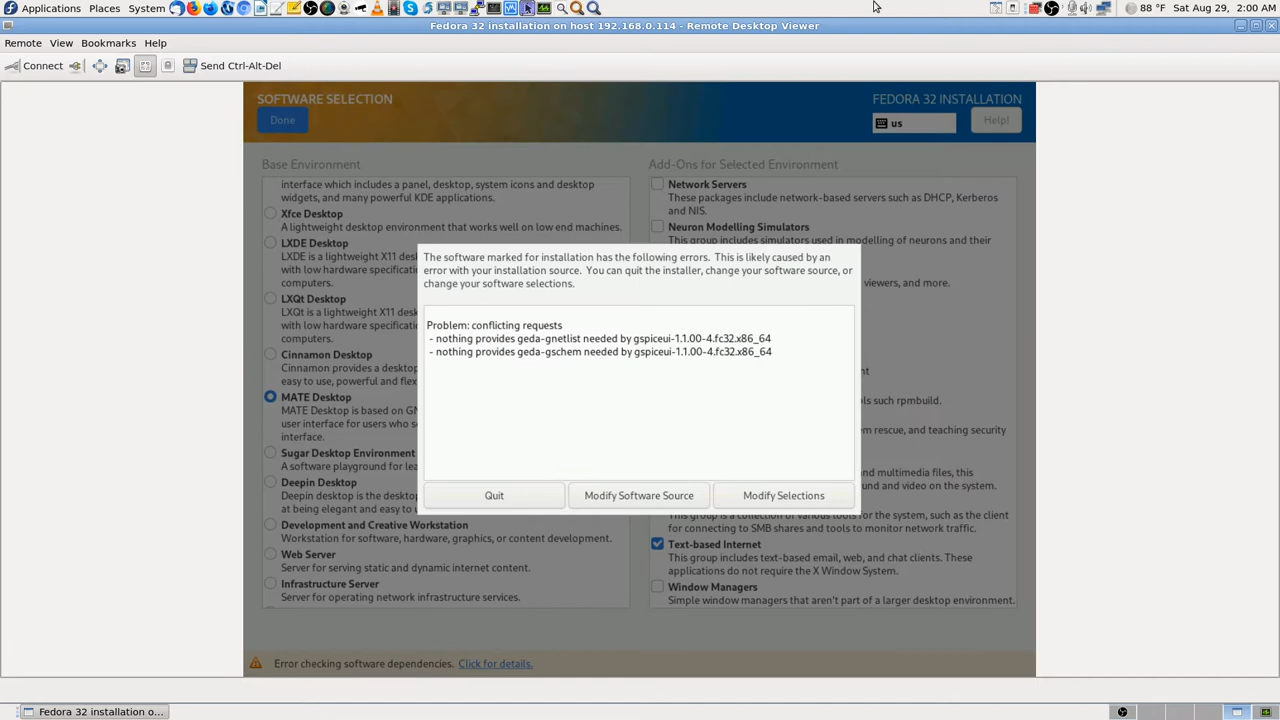 Applications Places System
88 °F Sat Aug 29, 2:00 AM
Fedora 32 installation on host 192.168.0.114 - Remote Desktop Viewer
Remote View Bookmarks Help
Connect Send Ctrl-Alt-Del
SOFTWARE SELECTION
Done
FEDORA 32 INSTALLATION
us
Help!
Base Environment
interface which includes a panel, desktop, system icons and desktop
widgets, and many powerful KDE applications.
Xfce Desktop
A lightweight desktop environment that works well on low end machines.
LXDE Desktop
LXDE is a lightweight X11 desk
with low hardware specificatio
computers.
LXQt Desktop
LXQt is a lightweight X11 deskt
with low hardware specificatio
computers.
Cinnamon Desktop
Cinnamon provides a desktop
easy to use, powerful and flex
MATE Desktop
MATE Desktop is based on GN
user interface for users who se
interface.
Sugar Desktop Environment
A software playground for lea
Deepin Desktop
Deepin desktop is the deskto
at being elegant and easy to u
Development and Creative Workstation
Workstation for software, hardware, graphics, or content development.
Web Server
Server for serving static and dynamic internet content.
Infrastructure Server
Server for operating network infrastructure services.
Add-Ons for Selected Environment
Network Servers
These packages include network-based servers such as DHCP, Kerberos
and NIS.
Neuron Modelling Simulators
This group includes simulators used in modelling of neurons and their
viewers, and more.
nt
ls such rpmbuild.
m rescue, and teaching security
multimedia files, this
und and video on the system.
This group is a collection of various tools for the system, such as the client
for connecting to SMB shares and tools to monitor network traffic.
Text-based Internet
This group includes text-based email, web, and chat clients. These
applications do not require the X Window System.
Window Managers
Simple window managers that aren't part of a larger desktop environment.
The software marked for installation has the following errors. This is likely caused by an
error with your installation source. You can quit the installer, change your software source, or
change your software selections.
Problem: conflicting requests
- nothing provides geda-gnetlist needed by gspiceui-1.1.00-4.fc32.x86_64
- nothing provides geda-gschem needed by gspiceui-1.1.00-4.fc32.x86_64
Quit
Modify Software Source
Modify Selections
Error checking software dependencies. Click for details.
Fedora 32 installation o...